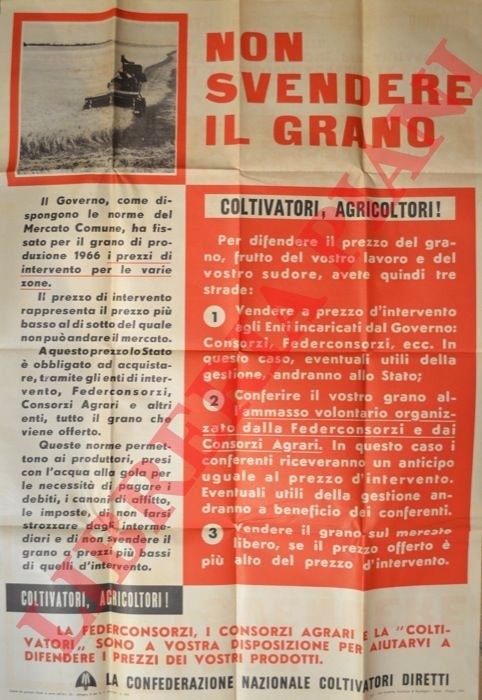 NON
SVENDERE
IL GRANO
Il Governo, come di-
spongono le norme del
Mercato Comune, ha fis-
sato per il grano di pro-
duzione 1966 i prezzi di
intervento per le varie
zone.
Il prezzo di intervento
rappresenta il prezzo più
basso al di sotto del quale
non può andare il mercato.
A questo prezzo lo Stato
è obbligato ad acquista-
re, tramite gli enti di inter-
vento, Federconsorzi,
Consorzi Agrari e altri
enti, tutto il grano che
viene offerto.
Queste norme permet-
tono ai produttori, presi
con l'acqua alla gola per
le necessità di pagare i
debiti, i canoni di affitto,
le imposte, di non farsi
strozzare dagli interme-
diari e di non svendere il
grano a prezzi più bassi
di quelli d'intervento.
COLTIVATORI, AGRICOLTORI!
Per difendere il prezzo del gra-
no, frutto del vostro lavoro e del
vostro sudore, avete quindi tre
strade:
1 Vendere a prezzo d'intervento
agli Enti incaricati dal Governo:
Consorzi, Federconsorzi, ecc. In
questo caso, eventuali utili della
gestione, andranno allo Stato;
2 Conferire il vostro grano al-
l'ammasso volontario organiz-
zato dalla Federconsorzi e dai
Consorzi Agrari. In questo caso i
conferenti riceveranno un anticipo
uguale al prezzo d'intervento.
Eventuali utili della gestione an-
dranno a beneficio dei conferenti.
3 Vendere il grano sul mercato
libero, se il prezzo offerto è
più alto del prezzo d'intervento.
COLTIVATORI, AGRICOLTORI!
LA FEDERCONSORZI, I CONSORZI AGRARI E LA "COLTI-
VATORI" SONO A VOSTRA DISPOSIZIONE PER AIUTARVI A
DIFENDERE I PREZZI DEI VOSTRI PRODOTTI.
LA CONFEDERAZIONE NAZIONALE COLTIVATORI DIRETTI
LIBRERIA PIANI